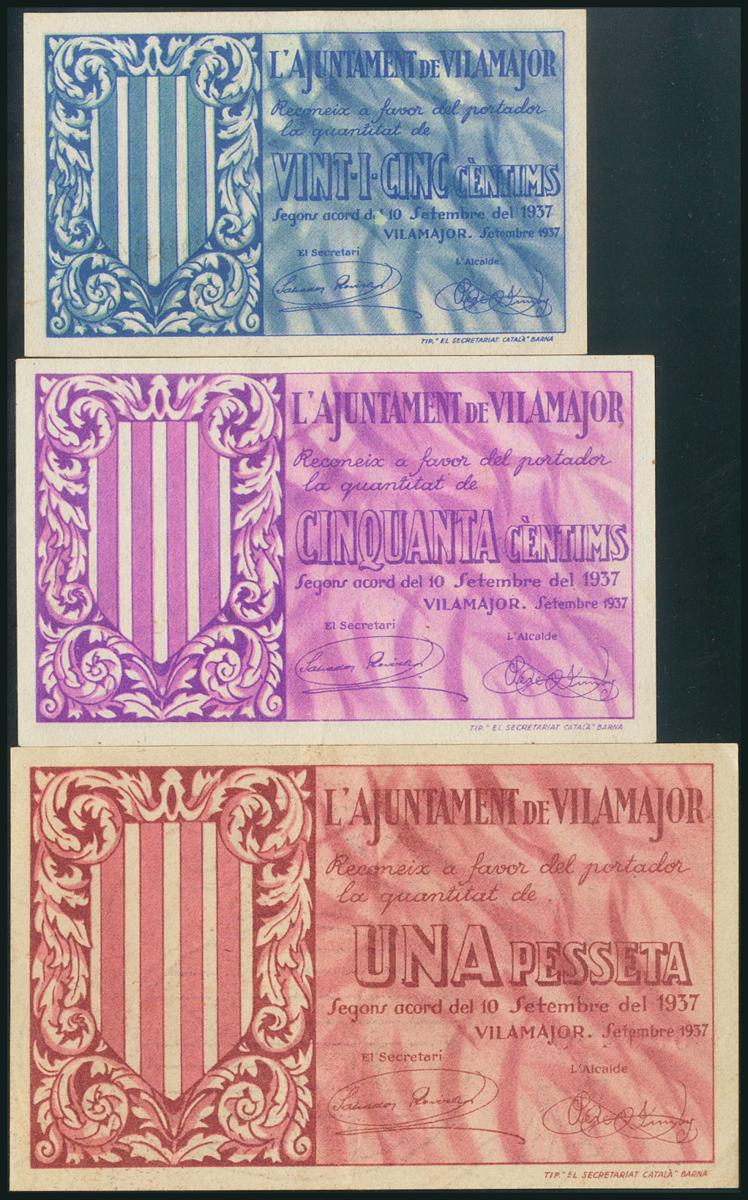 L'AJUNTAMENT DE VILAMAJOR
Reconeix a favor del portador
la quantitat de
VINT-I-CINC CÈNTIMS
Segons acord del 10 Setembre del 1937
VILAMAJOR. Setembre 1937
El Secretari
L'Alcalde
TIP. "EL SECRETARIAT CATALÀ" BARNA
L'AJUNTAMENT DE VILAMAJOR
Reconeix a favor del portador
la quantitat de
CINQUANTA CÈNTIMS
Segons acord del 10 Setembre del 1937
VILAMAJOR. Setembre 1937
El Secretari
L'Alcalde
TIP. "EL SECRETARIAT CATALÀ" BARNA
L'AJUNTAMENT DE VILAMAJOR
Reconeix a favor del portador
la quantitat de
UNA PESSETA
Segons acord del 10 Setembre del 1937
VILAMAJOR. Setembre 1937
El Secretari
L'Alcalde
TIP. "EL SECRETARIAT CATALÀ" BARNA